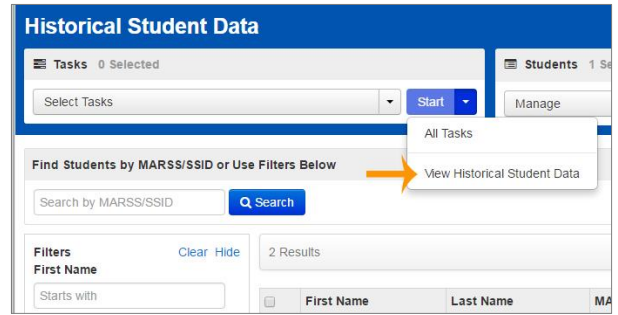 Historical Student Data
Tasks 0 Selected
Students 1
Select Tasks
Start
Manage
All Tasks
View Historical Student Data
Find Students by MARSS/SSID or Use Filters Below
Search by MARSS/SSID
Search
Filters
Clear Hide
2 Results
First Name
Starts with
First Name
Last Name